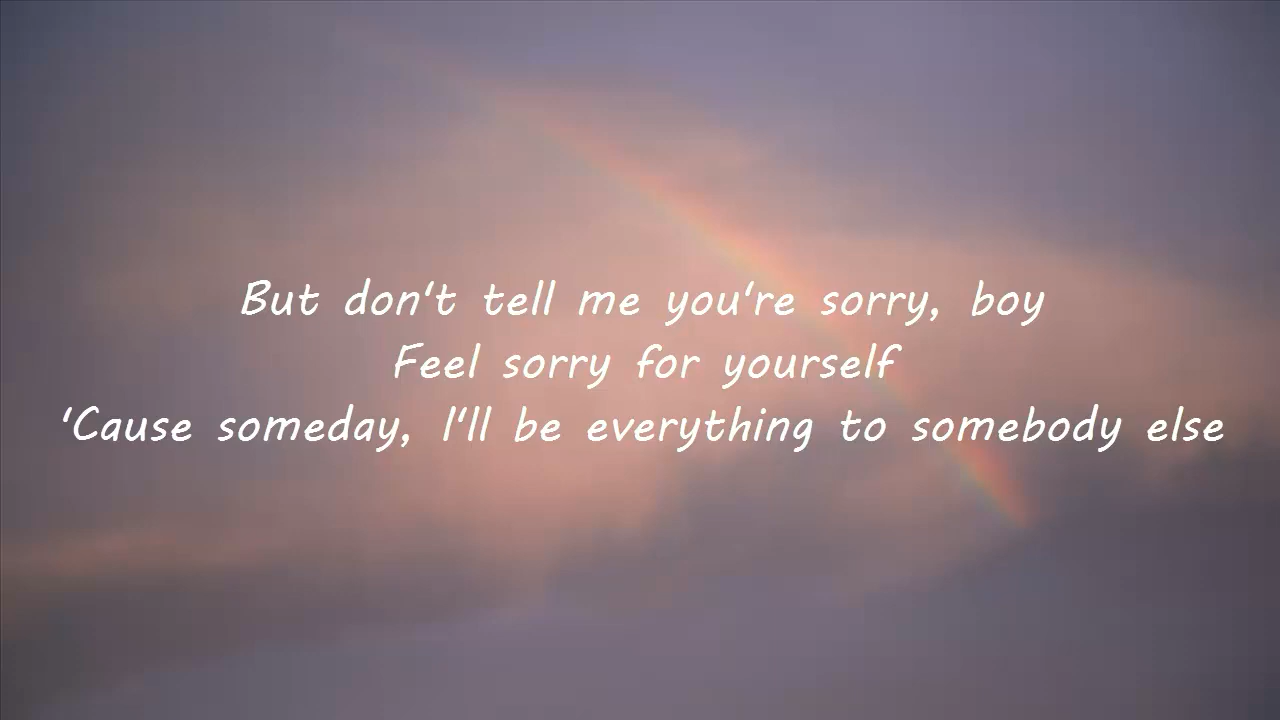 But don't tell me you're sorry, boy
Feel sorry for yourself
'Cause someday, I'll be everything to somebody else